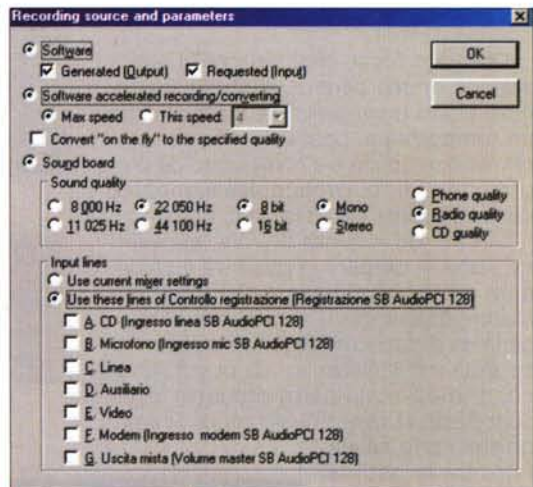 Recording source and parameters
Software
Generated (Output) Requested (Input)
OK
Software accelerated recording/converting
Cancel
Max speed This speed: 4
Convert "on the fly" to the specified quality
Sound board
Sound quality
8 000 Hz 22 050 Hz 8 bit Mono
11 025 Hz 44 100 Hz 16 bit Stereo
Phone quality
Radio quality
CD quality
Input lines
Use current mixer settings
Use these lines of Controllo registrazione (Registrazione SB AudioPCI 128)
A. CD (Ingresso linea SB AudioPCI 128)
B. Microfono (Ingresso mic SB AudioPCI 128)
C. Linea
D. Ausiliario
E. Video
F. Modem (Ingresso modem SB AudioPCI 128)
G. Uscita mista (Volume master SB AudioPCI 128)